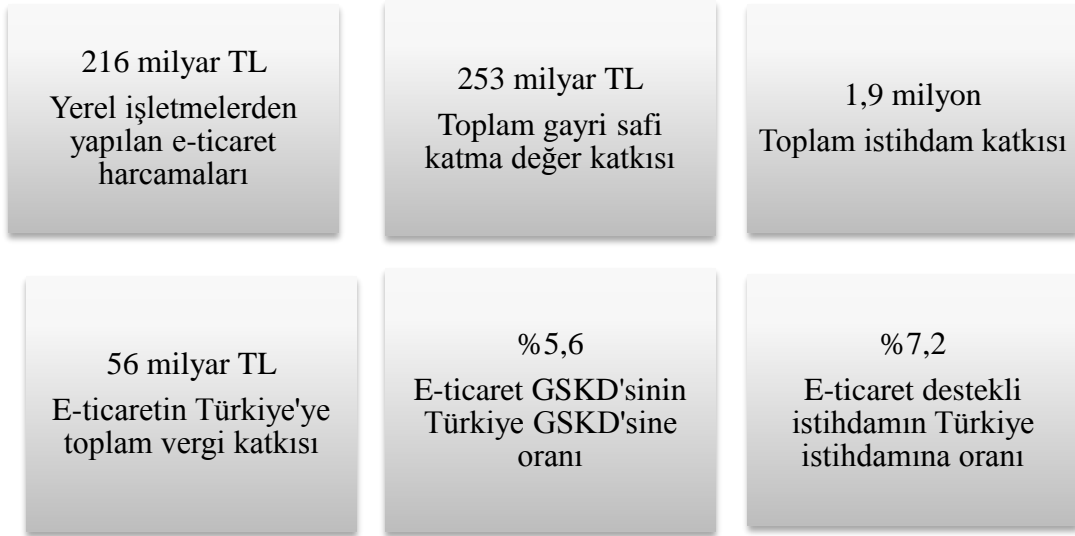 216 milyar TL
Yerel işletmelerden
yapılan e-ticaret
harcamaları
253 milyar TL
Toplam gayri safi
katma değer katkısı
1,9 milyon
Toplam istihdam katkısı
56 milyar TL
E-ticaretin Türkiye'ye
toplam vergi katkısı
%5,6
E-ticaret GSKD'sinin
Türkiye GSKD'sine
oranı
%7,2
E-ticaret destekli
istihdamın Türkiye
istihdamına oranı